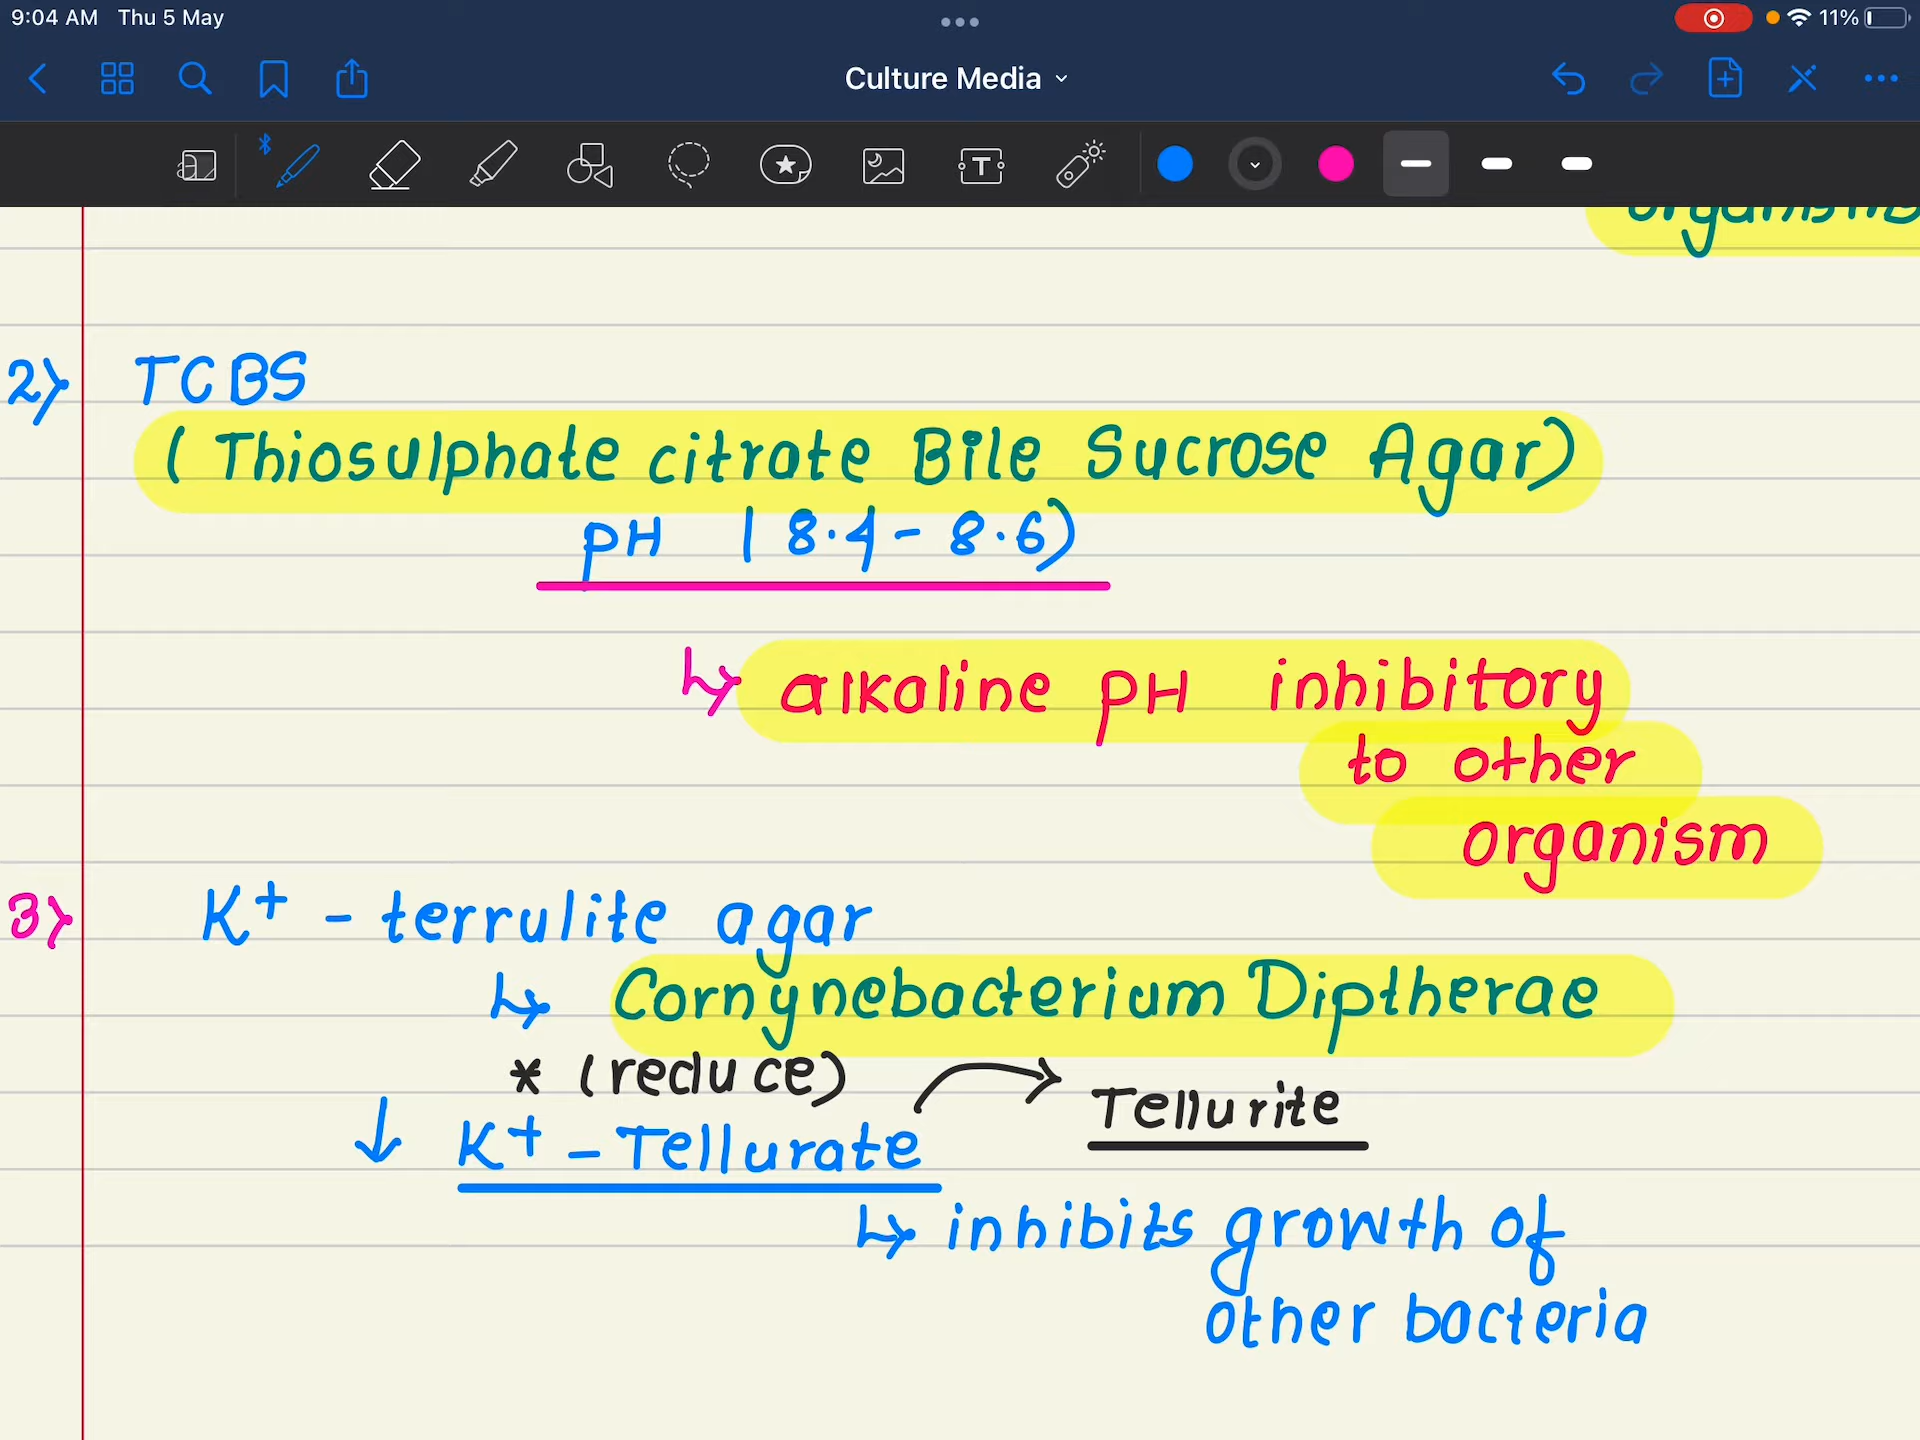 9:04 AM Thu 5 May
11%
Culture Media
2) TCBS
(Thiosulphate citrate Bile Sucrose Agar)
pH (8.4-8.6)
↳ alkaline pH inhibitory
to other
organism
3) K+ - terrulite agar
↳ Cornynebacterium Diptherae
* (reduce)
Tellurite
↓ K+ - Tellurate
↳ inhibits growth of
other bacteria